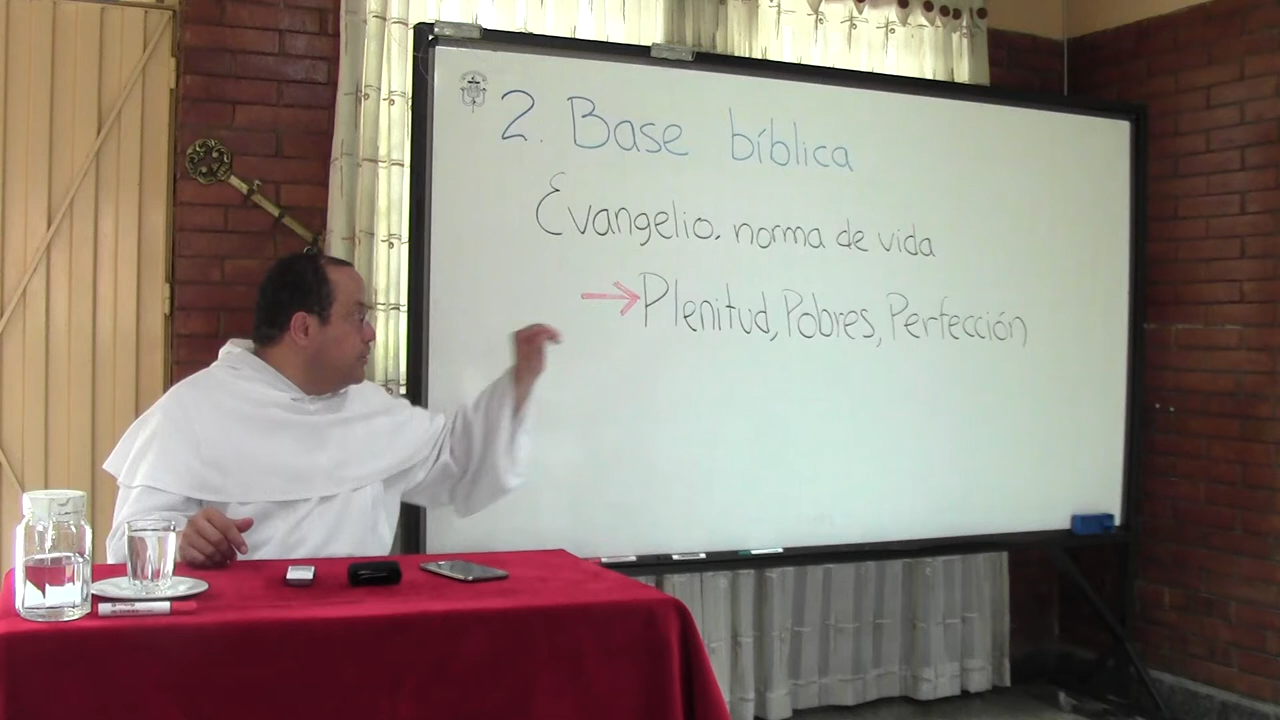 2. Base bíblica
Evangelio, norma de vida
→ Plenitud, Pobres, Perfección